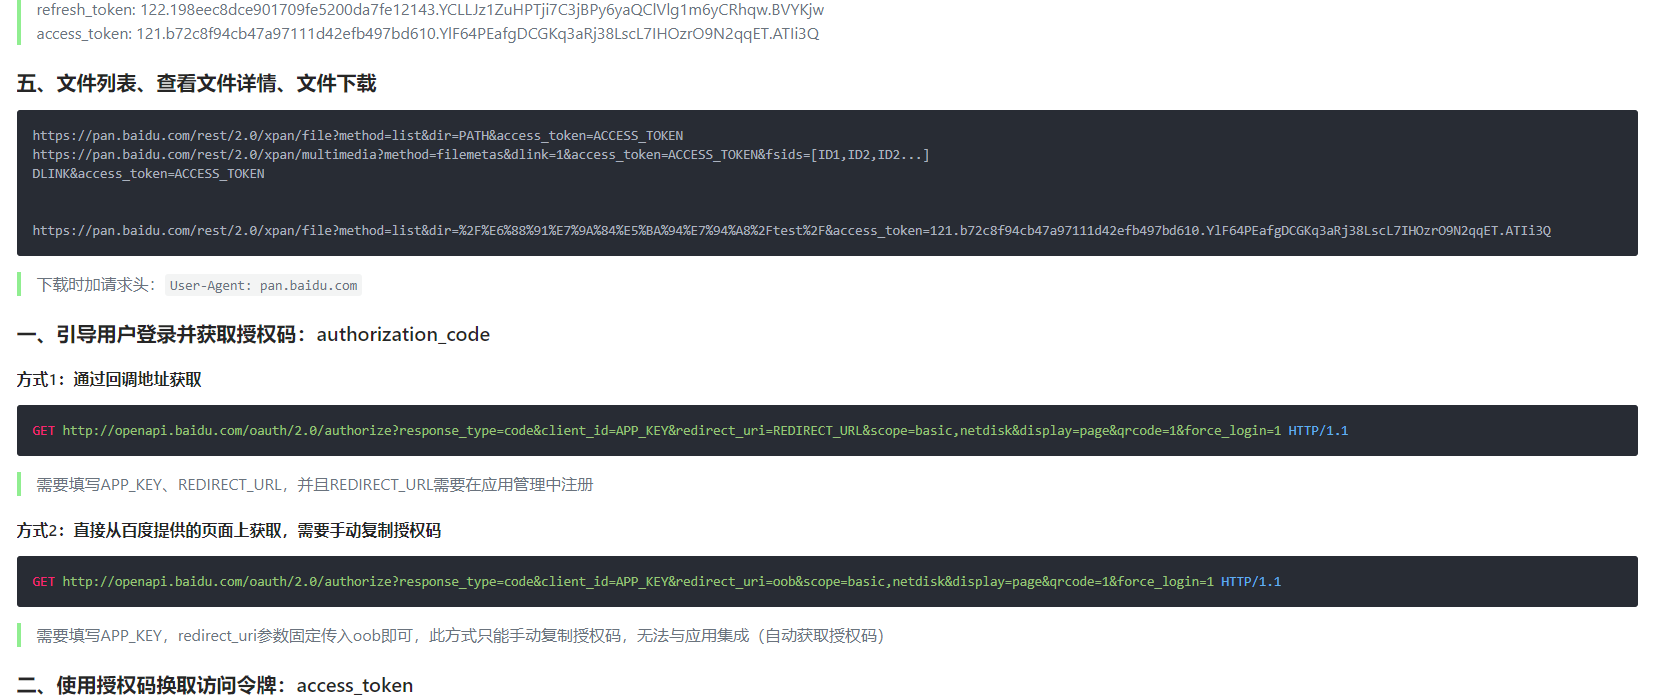 refresh_token: 122.198eec8dce901709fe5200da7fe12143.YCLLJz1ZuHPTji7C3jBPy6yaQClVlg1m6yCRhqw.BVYKjw
access_token: 121.b72c8f94cb47a97111d42efb497bd610.YlF64PEafgDCGKq3aRj38LscL7IHOzrO9N2qqET.ATIi3Q
五、文件列表、查看文件详情、文件下载
https://pan.baidu.com/rest/2.0/xpan/file?method=list&dir=PATH&access_token=ACCESS_TOKEN
https://pan.baidu.com/rest/2.0/xpan/multimedia?method=filemetas&dlink=1&access_token=ACCESS_TOKEN&fsids=[ID1,ID2,ID2...]
DLINK&access_token=ACCESS_TOKEN
https://pan.baidu.com/rest/2.0/xpan/file?method=list&dir=%2F%E6%88%91%E7%9A%84%E5%BA%94%E7%94%A8%2Ftest%2F&access_token=121.b72c8f94cb47a97111d42efb497bd610.YlF64PEafgDCGKq3aRj38LscL7IHOzrO9N2qqET.ATIi3Q
下载时加请求头：User-Agent: pan.baidu.com
一、引导用户登录并获取授权码：authorization_code
方式1：通过回调地址获取
GET http://openapi.baidu.com/oauth/2.0/authorize?response_type=code&client_id=APP_KEY&redirect_uri=REDIRECT_URL&scope=basic,netdisk&display=page&qrcode=1&force_login=1 HTTP/1.1
需要填写APP_KEY、REDIRECT_URL，并且REDIRECT_URL需要在应用管理中注册
方式2：直接从百度提供的页面上获取，需要手动复制授权码
GET http://openapi.baidu.com/oauth/2.0/authorize?response_type=code&client_id=APP_KEY&redirect_uri=oob&scope=basic,netdisk&display=page&qrcode=1&force_login=1 HTTP/1.1
需要填写APP_KEY，redirect_uri参数固定传入oob即可，此方式只能手动复制授权码，无法与应用集成（自动获取授权码）
二、使用授权码换取访问令牌：access_token